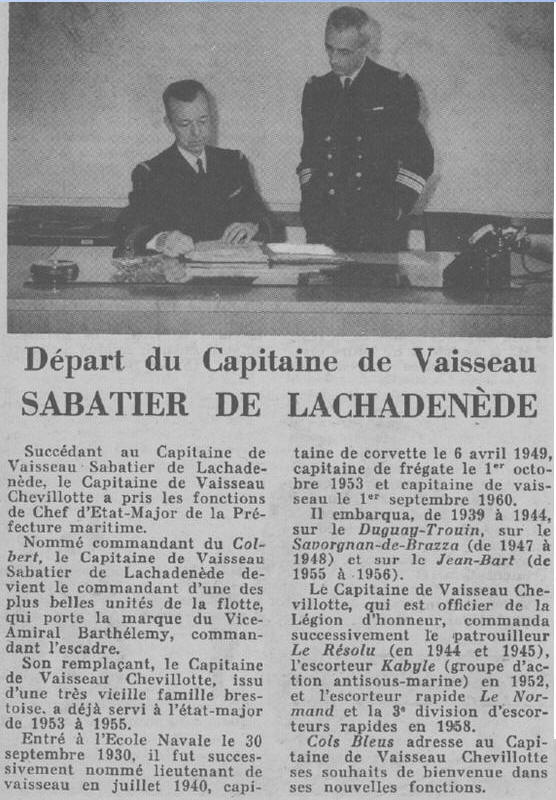 Départ du Capitaine de Vaisseau
SABATIER DE LACHADENÈDE
Succédant au Capitaine de
Vaisseau Sabatier de Lachade-
nède, le Capitaine de Vaisseau
Chevillotte a pris les fonctions
de Chef d'Etat-Major de la Pré-
fecture maritime.
Nommé commandant du Col-
bert, le Capitaine de Vaisseau
Sabatier de Lachadenède de-
vient le commandant d'une des
plus belles unités de la flotte,
qui porte la marque du Vice-
Amiral Barthélemy, comman-
dant l'escadre.
Son remplaçant, le Capitaine
de Vaisseau Chevillotte, issu
d'une très vieille famille bres-
toise, a déjà servi à l'état-major
de 1953 à 1955.
Entré à l'Ecole Navale le 30
septembre 1930, il fut succes-
sivement nommé lieutenant de
vaisseau en juillet 1940, capi-
taine de corvette le 6 avril 1949,
capitaine de frégate le 1er octo-
bre 1953 et capitaine de vais-
seau le 1er septembre 1960.
Il embarqua, de 1939 à 1944,
sur le Duguay-Trouin, sur le
Savorgnan-de-Brazza (de 1947 à
1948) et sur le Jean-Bart (de
1955 à 1956).
Le Capitaine de Vaisseau Che-
villotte, qui est officier de la
Légion d'honneur, commanda
successivement le patrouilleur
Le Résolu (en 1944 et 1945),
l'escorteur Kabyle (groupe d'ac-
tion antisous-marine) en 1952,
et l'escorteur rapide Le Nor-
mand et la 3e division d'escor-
teurs rapides en 1958.
Cols Bleus adresse au Capi-
taine de Vaisseau Chevillotte
ses souhaits de bienvenue dans
ses nouvelles fonctions.